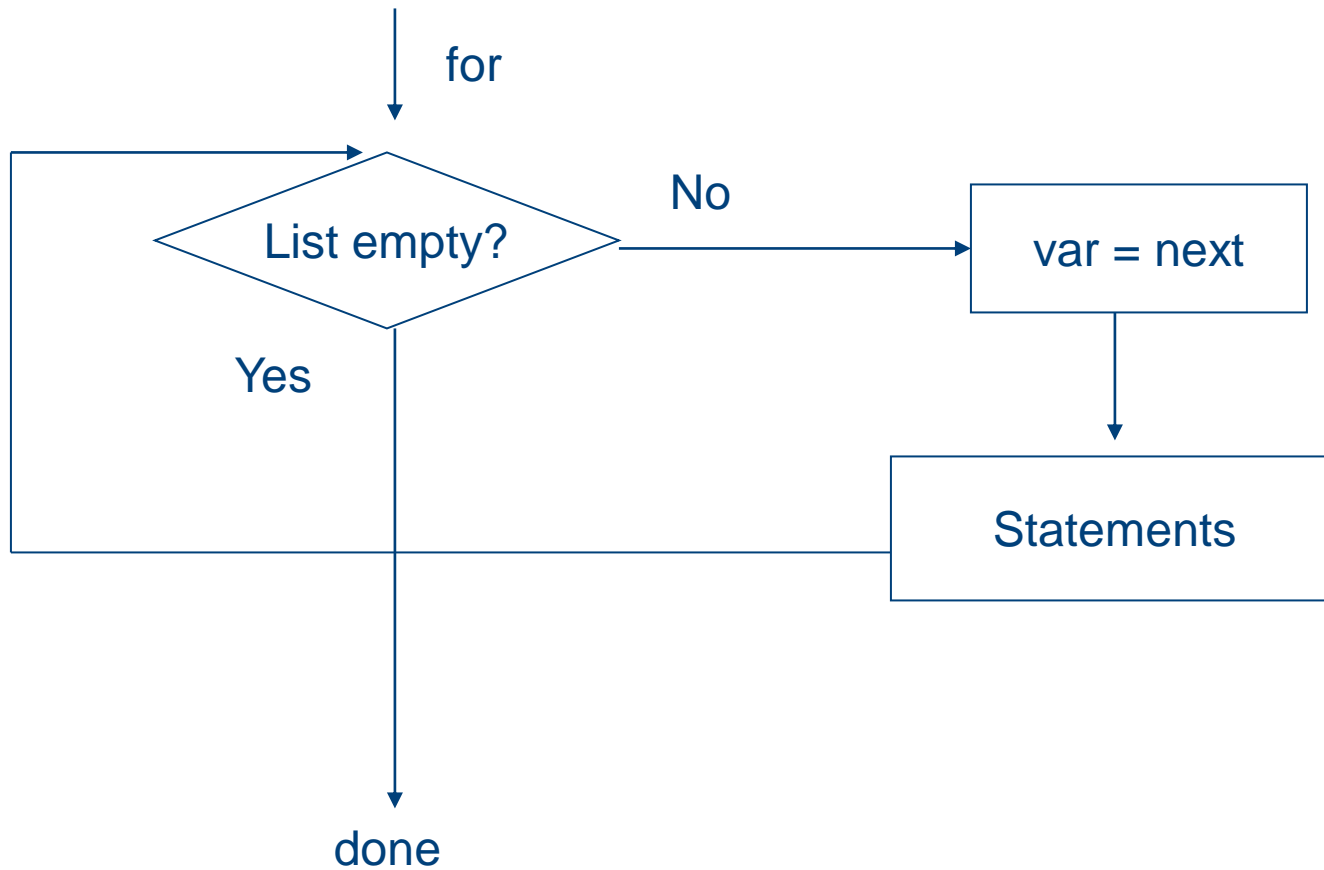 for
No
List empty?
var = next
Yes
Statements
done